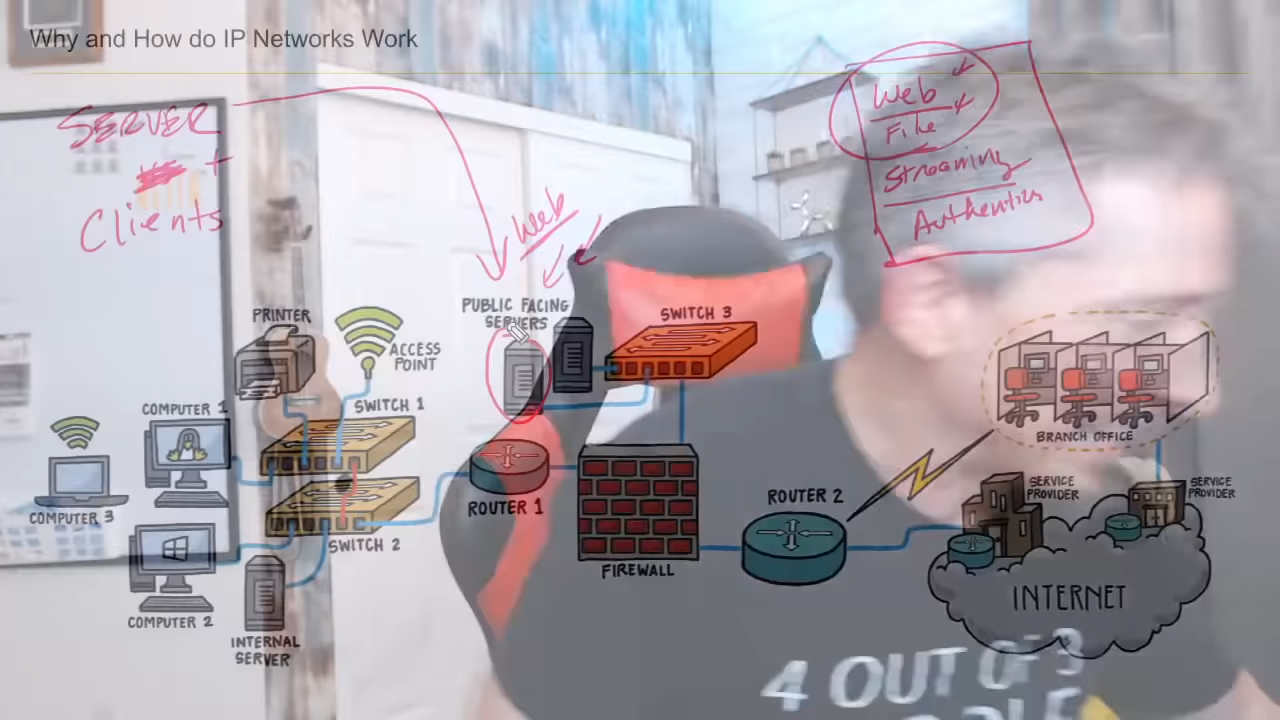 Why and How do IP Networks Work
SERVER
+
Clients
Web
Web
File
Streaming
PUBLIC FACING
SERVERS
SWITCH 3
PRINTER
ACCESS
POINT
COMPUTER 1
SWITCH 1
COMPUTER 3
SWITCH 2
COMPUTER 2
INTERNAL
SERVER
ROUTER 1
FIREWALL
ROUTER 2
BRANCH OFFICE
SERVICE
PROVIDER
SERVICE
PROVIDER
INTERNET
4 OUT OF 3